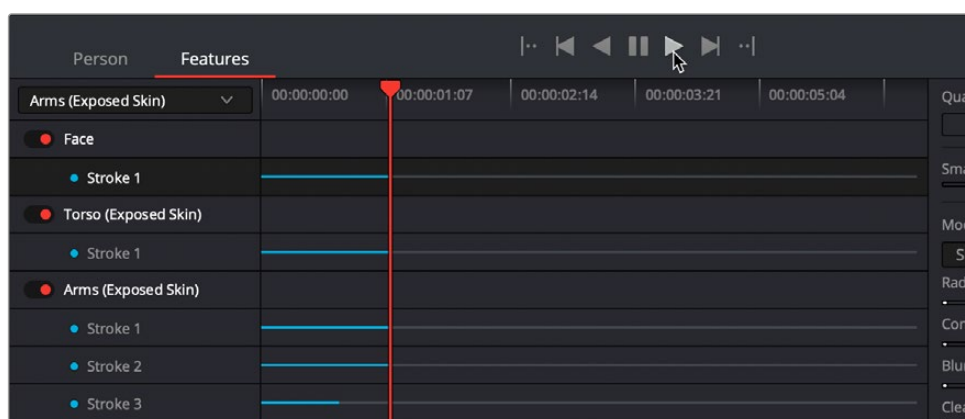 Person Features
Arms (Exposed Skin) 00:00:00:00 00:00:01:07 00:00:02:14 00:00:03:21 00:00:05:04
Face
Stroke 1
Torso (Exposed Skin)
Stroke 1
Arms (Exposed Skin)
Stroke 1
Stroke 2
Stroke 3